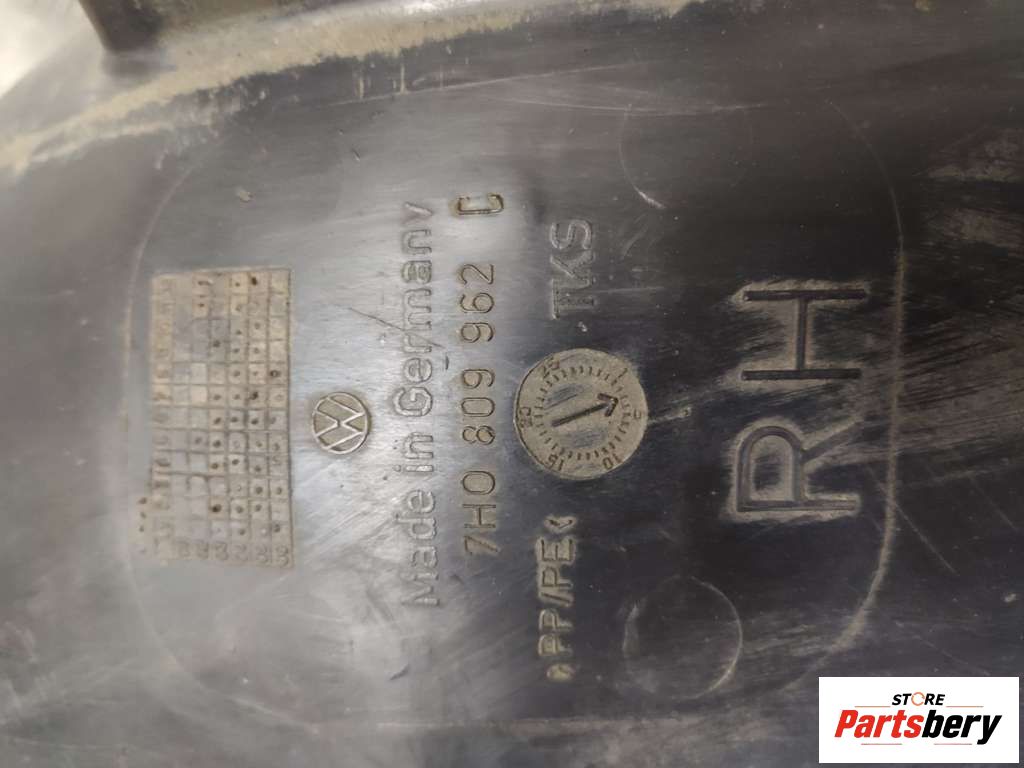 Made in Germany
7H0 809 962 C
TKS
>PP/PE<
RH
STORE
Partsbery